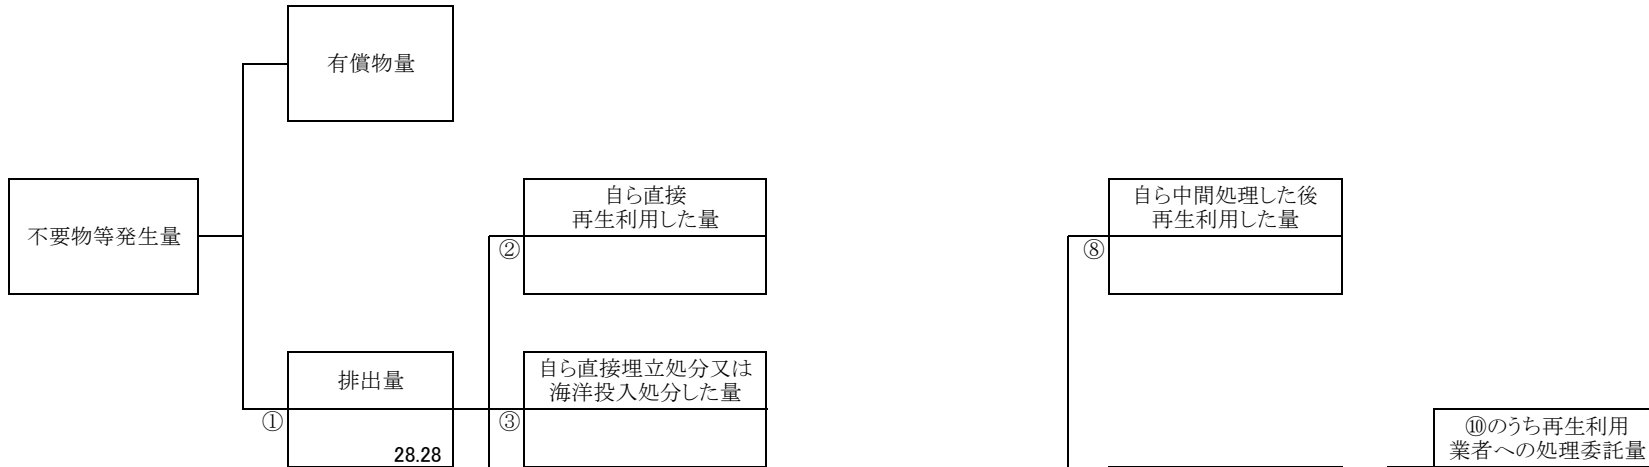 有償物量
不要物等発生量
自ら直接
再生利用した量
②
自ら中間処理した後
再生利用した量
⑧
排出量
①
28.28
自ら直接埋立処分又は
海洋投入処分した量
③
⑩のうち再生利用
業者への処理委託量